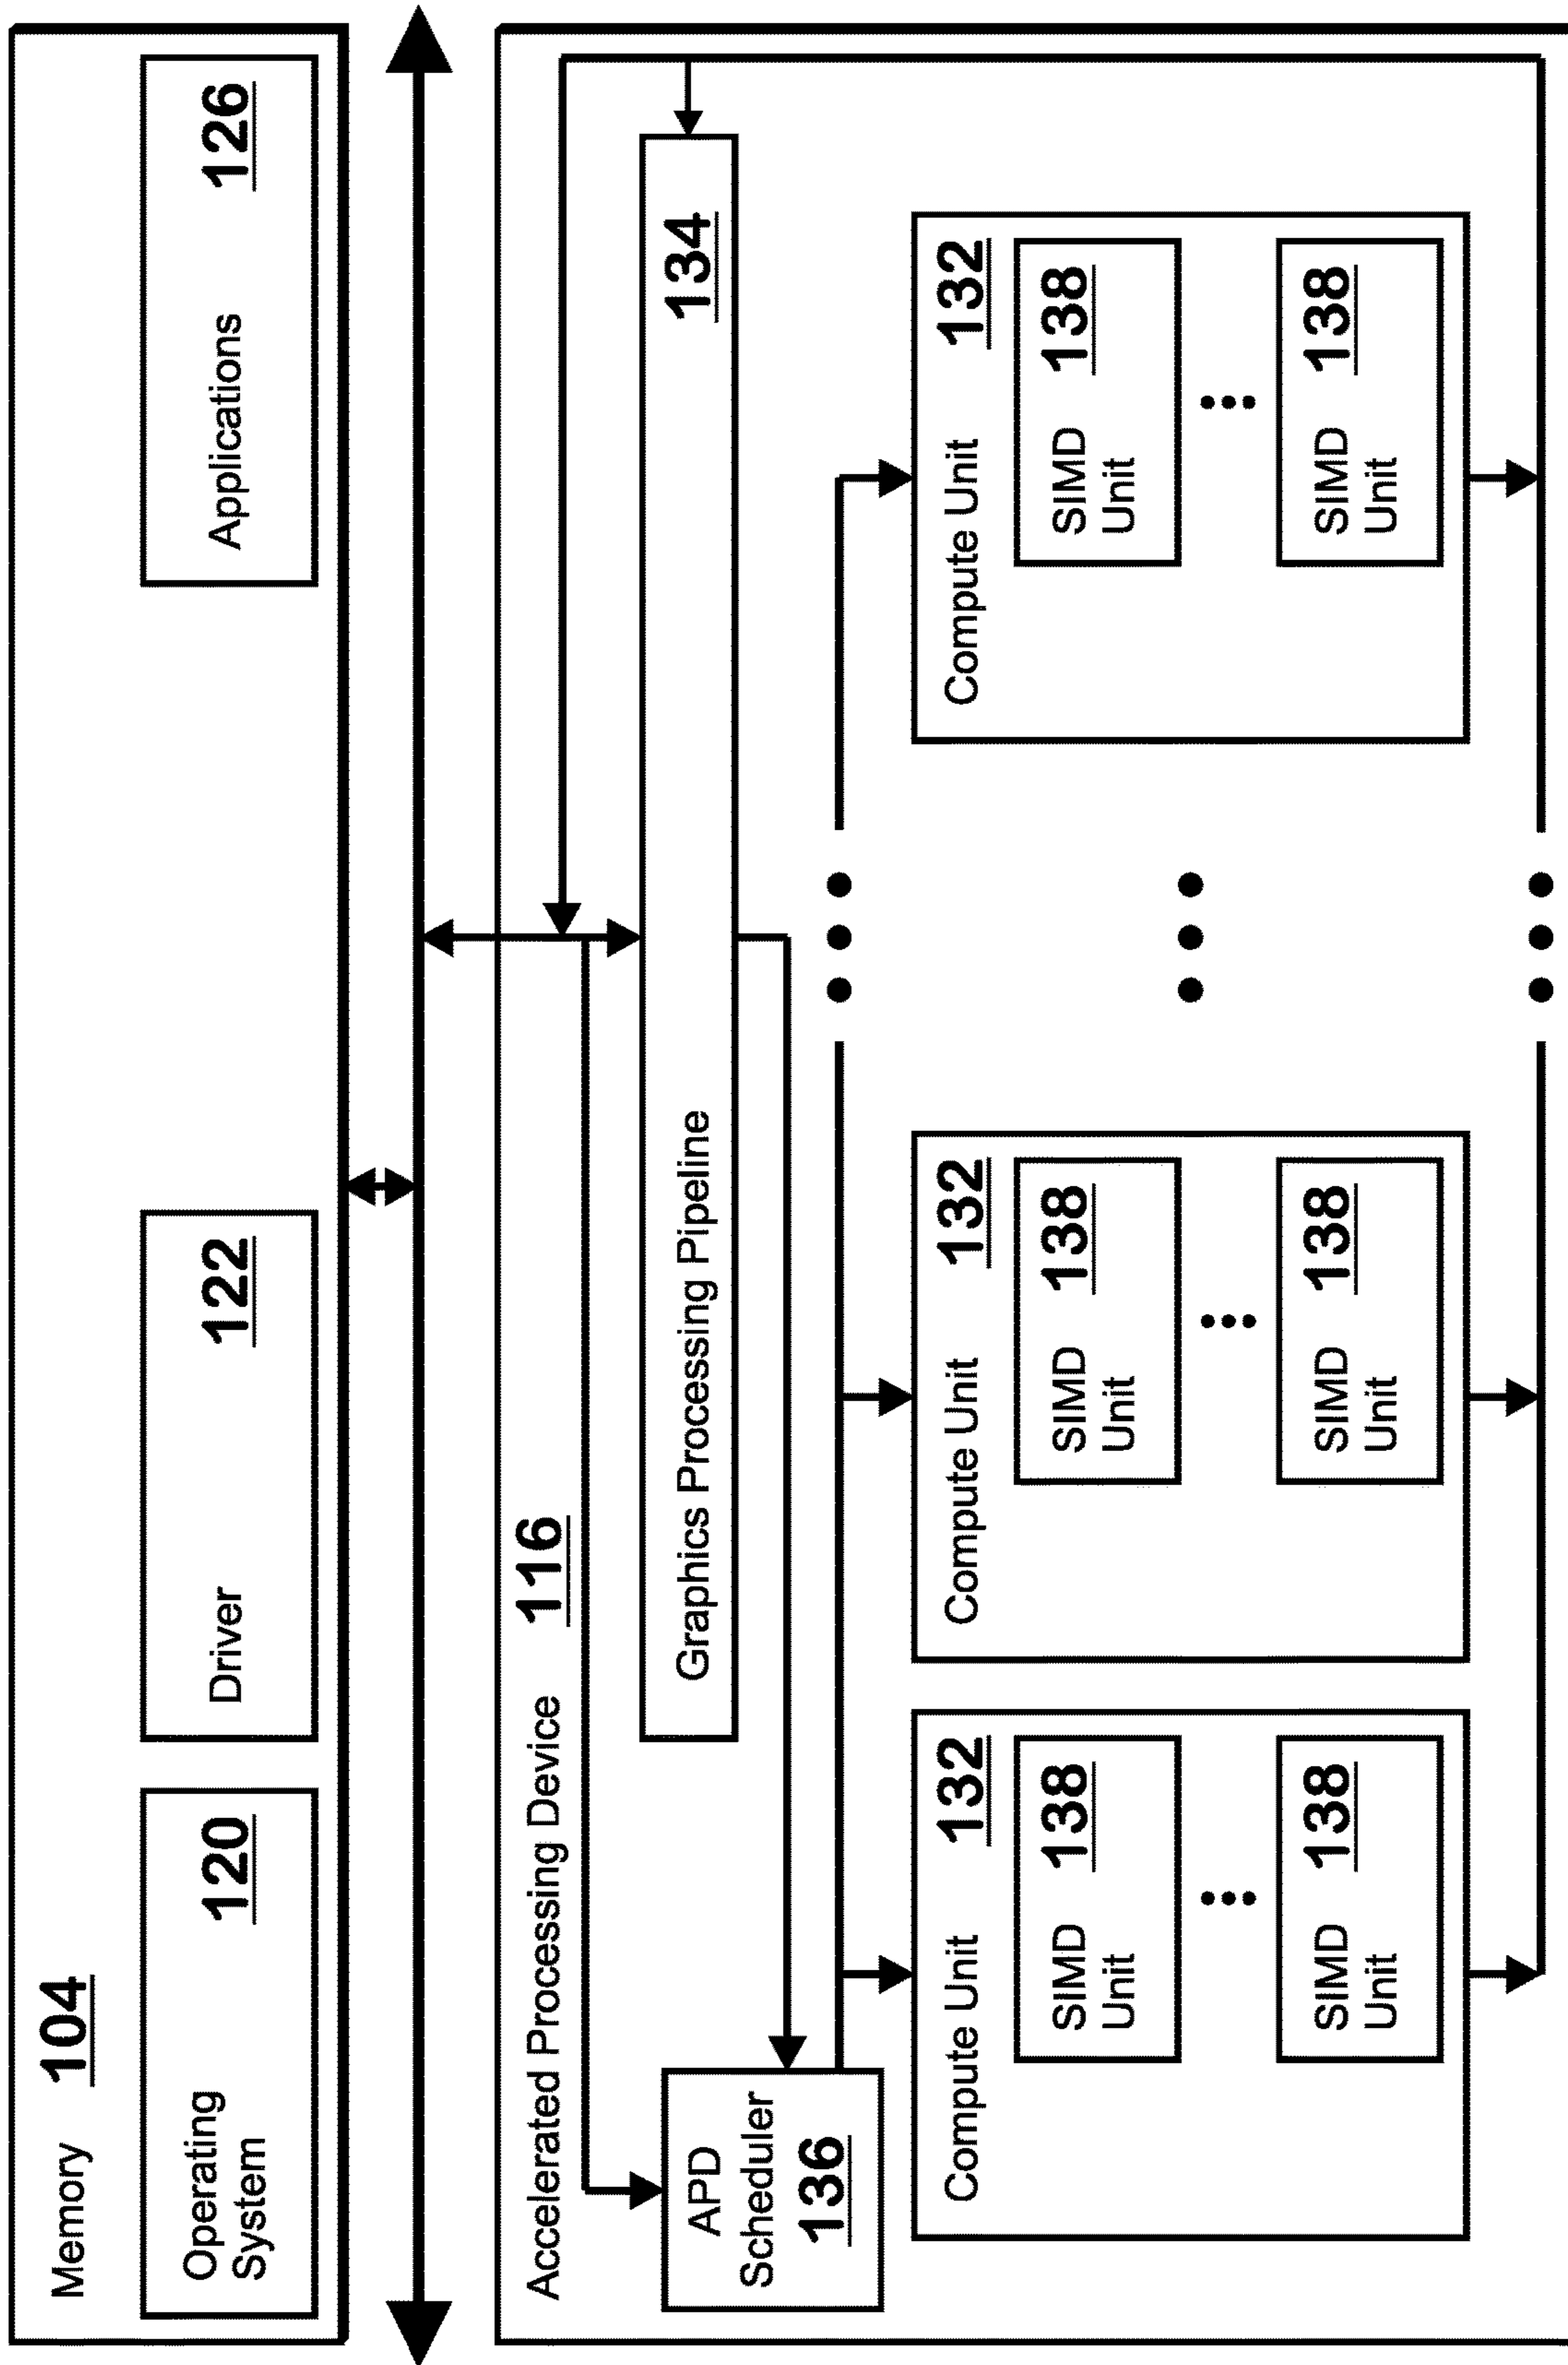 Memory 104
Operating
System
120
Driver 122
Applications 126
Accelerated Processing Device 116
Graphics Processing Pipeline 134
APD
Scheduler
136
Compute Unit 132
SIMD
Unit
138
SIMD
Unit
138
Compute Unit 132
SIMD
Unit
138
SIMD
Unit
138
Compute Unit 132
SIMD
Unit
138
SIMD
Unit
138